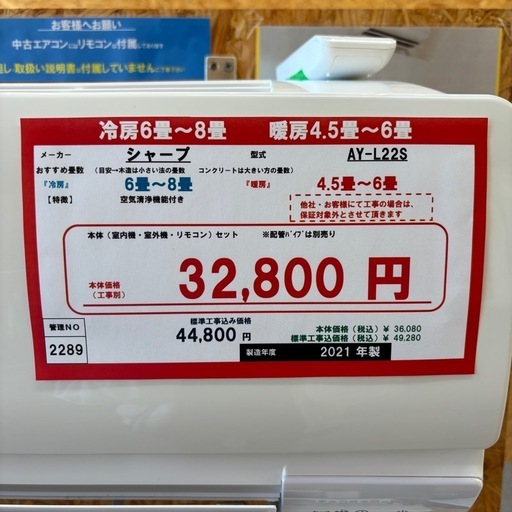 お客様へお願い
中古エアコンにはリモコンは付属しております
但し 取扱い説明書は付属していませんのでご了承下さい
冷房6畳～8畳 暖房4.5畳～6畳
メーカー シャープ 型式 AY-L22S
おすすめ畳数 (目安→木造は小さい法の畳数 コンクリートは大きい方の畳数)
『冷房』 6畳～8畳 『暖房』 4.5畳～6畳
【特徴】 空気清浄機能付き
他社・お客様にて工事の場合は、
保証対象外とさせて頂きます
本体(室内機・室外機・リモコン)セット ※配管ﾊﾟｲﾌﾟは別売り
本体価格
(工事別)
32,800 円
管理NO
2289
標準工事込み価格
44,800 円
本体価格(税込) ¥ 36,080
標準工事込み価格(税込) ¥ 49,280
製造年度 2021 年製